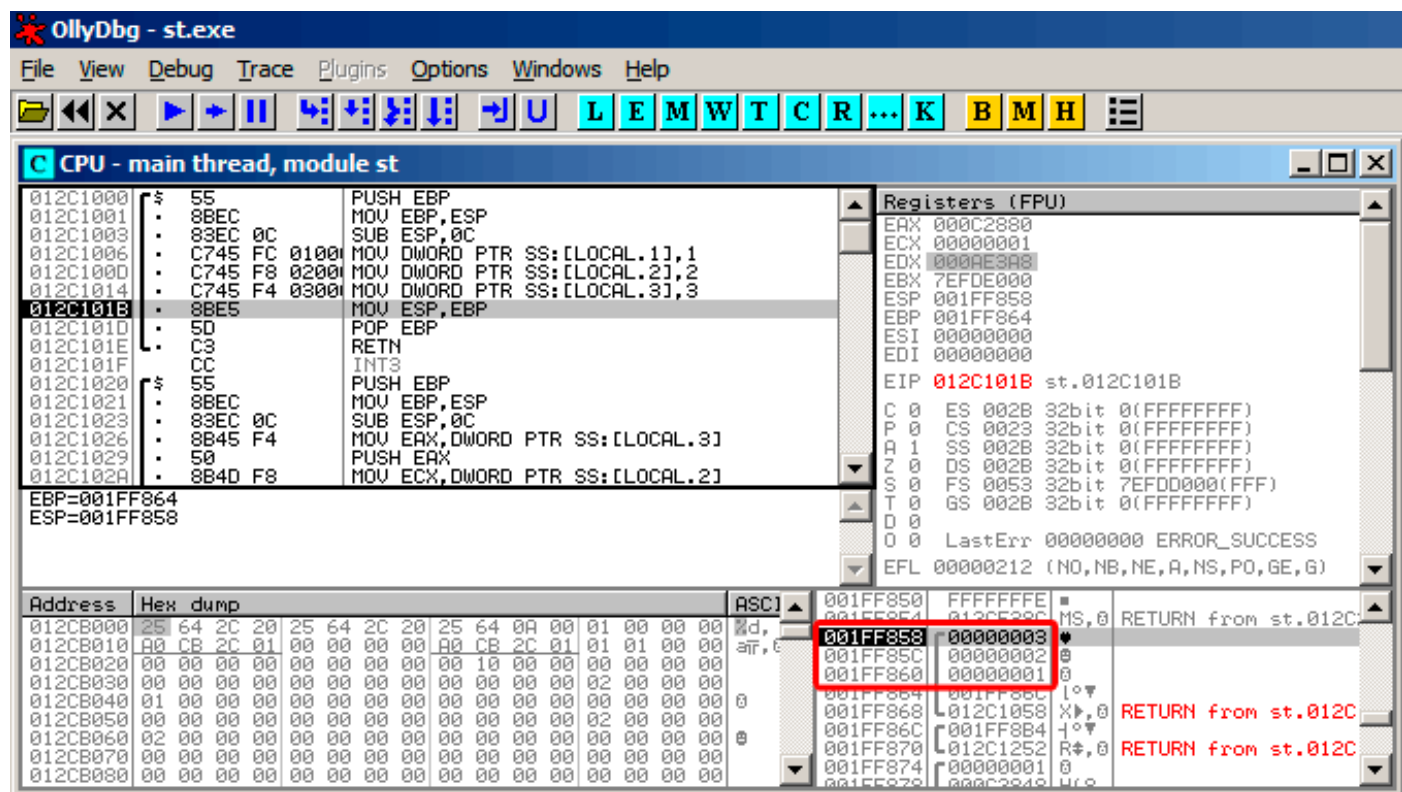 OllyDbg - st.exe
File View Debug Trace Plugins Options Windows Help
L E M W T C R ... K B M H
C CPU - main thread, module st
012C1000 $ 55 PUSH EBP
012C1001 . 8BEC MOV EBP,ESP
012C1003 . 83EC 0C SUB ESP,0C
012C1006 . C745 FC 0100 MOV DWORD PTR SS:[LOCAL.1],1
012C100D . C745 F8 0200 MOV DWORD PTR SS:[LOCAL.2],2
012C1014 . C745 F4 0300 MOV DWORD PTR SS:[LOCAL.3],3
012C101B . 8BE5 MOV ESP,EBP
012C101D . 5D POP EBP
012C101E . C3 RETN
012C101F CC INT3
012C1020 $ 55 PUSH EBP
012C1021 . 8BEC MOV EBP,ESP
012C1023 . 83EC 0C SUB ESP,0C
012C1026 . 8B45 F4 MOV EAX,DWORD PTR SS:[LOCAL.3]
012C1029 . 50 PUSH EAX
012C102A . 8B4D F8 MOV ECX,DWORD PTR SS:[LOCAL.2]
EBP=001FF864
ESP=001FF858
Registers (FPU)
EAX 000C2880
ECX 00000001
EDX 000AE3A8
EBX 7EFDE000
ESP 001FF858
EBP 001FF864
ESI 00000000
EDI 00000000
EIP 012C101B st.012C101B
C 0 ES 002B 32bit 0(FFFFFFFF)
P 0 CS 0023 32bit 0(FFFFFFFF)
A 1 SS 002B 32bit 0(FFFFFFFF)
Z 0 DS 002B 32bit 0(FFFFFFFF)
S 0 FS 0053 32bit 7EFDD000(FFF)
T 0 GS 002B 32bit 0(FFFFFFFF)
D 0
O 0 LastErr 00000000 ERROR_SUCCESS
EFL 00000212 (NO,NB,NE,A,NS,PO,GE,G)
Address Hex dump ASCI
012CB000 25 64 2C 20 25 64 2C 20 25 64 0A 00 01 00 00 00 %d,
012CB010 A0 CB 2C 01 00 00 00 00 A0 CB 2C 01 01 01 00 00
012CB020 00 00 00 00 00 00 00 00 00 10 00 00 00 00 00 00
012CB030 00 00 00 00 00 00 00 00 00 00 00 00 02 00 00 00
012CB040 01 00 00 00 00 00 00 00 00 00 00 00 00 00 00 00
012CB050 00 00 00 00 00 00 00 00 00 00 00 00 02 00 00 00
012CB060 02 00 00 00 00 00 00 00 00 00 00 00 00 00 00 00
012CB070 00 00 00 00 00 00 00 00 00 00 00 00 00 00 00 00
012CB080 00 00 00 00 00 00 00 00 00 00 00 00 00 00 00 00
001FF850 FFFFFFFE
RETURN from st.012C
001FF858 00000003 ♥
001FF85C 00000002 ☻
001FF860 00000001 ☺
001FF864 001FF86C
001FF868 012C1058 X►,☺ RETURN from st.012C
001FF86C 001FF8B4
001FF870 012C1252 R‡,☺ RETURN from st.012C
001FF874 00000001 ☺